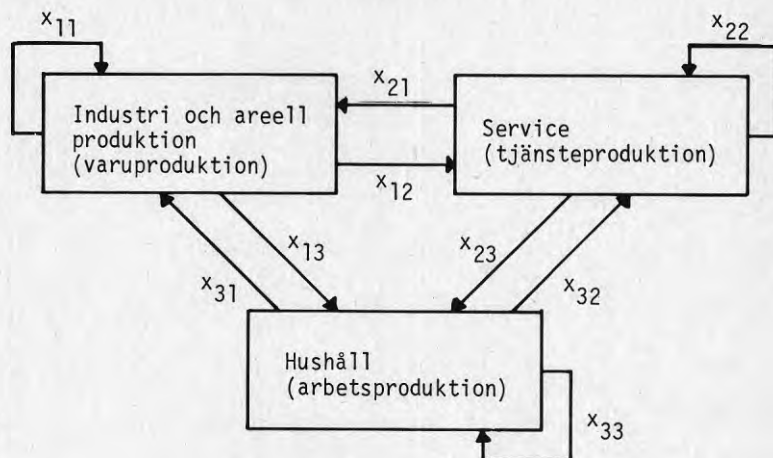 x11
x22
Industri och areell
produktion
(varuproduktion)
x21
x12
Service
(tjänsteproduktion)
x13
x23
x31
x32
Hushåll
(arbetsproduktion)
x33